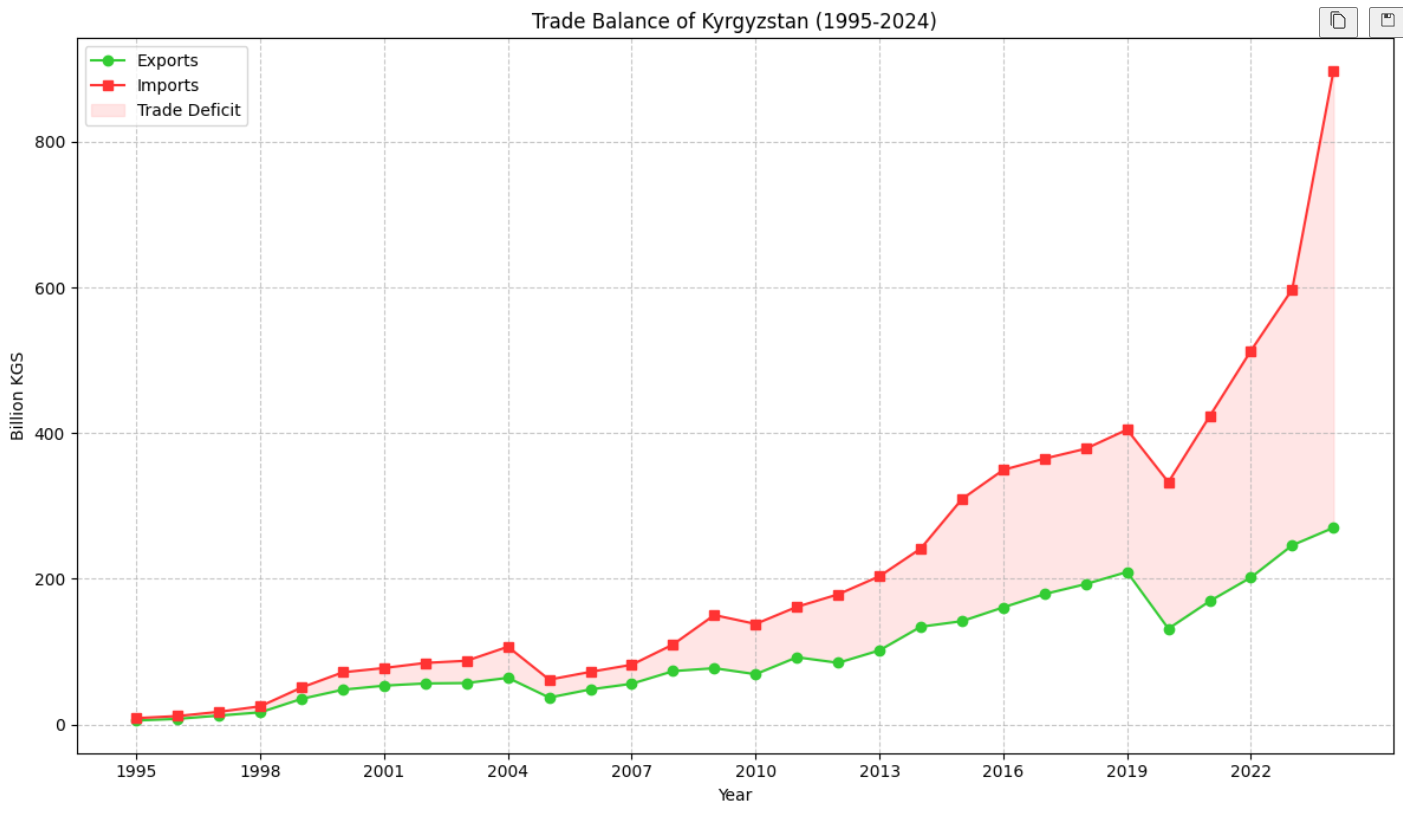 Trade Balance of Kyrgyzstan (1995-2024)
Exports
Imports
Trade Deficit
800
600
400
200
0
Billion KGS
1995 1998 2001 2004 2007 2010 2013 2016 2019 2022
Year